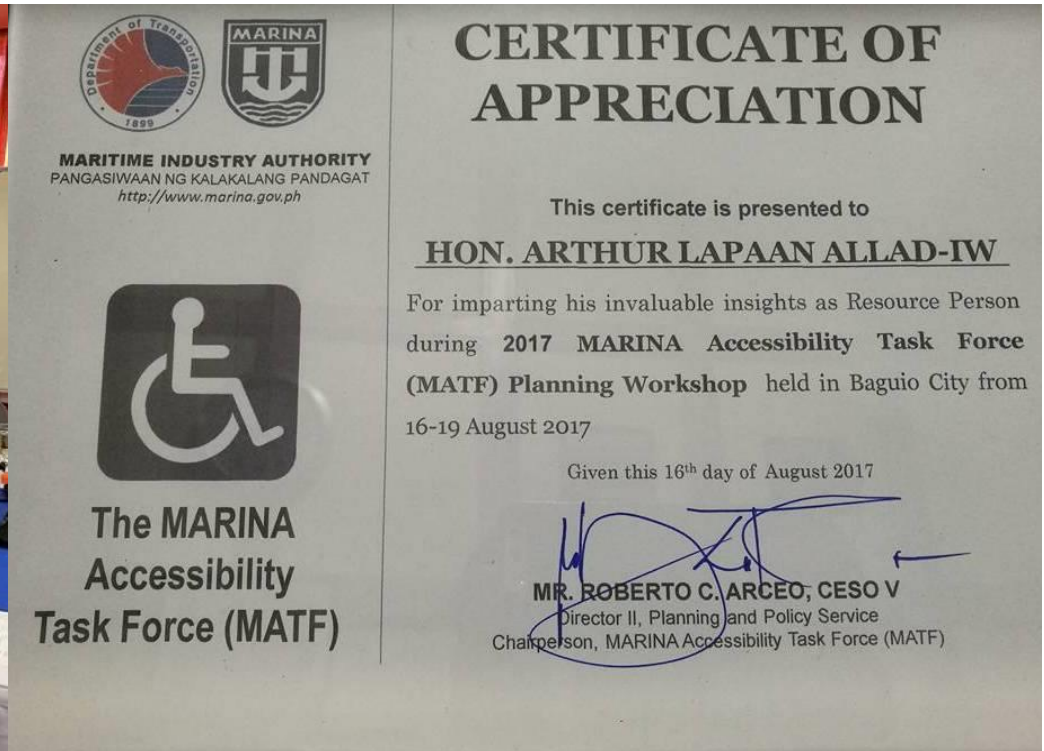 Department of Transportation
1899
MARINA
MARITIME INDUSTRY AUTHORITY
PANGASIWAAN NG KALAKALANG PANDAGAT
http://www.marina.gov.ph
The MARINA
Accessibility
Task Force (MATF)
CERTIFICATE OF
APPRECIATION
This certificate is presented to
HON. ARTHUR LAPAAN ALLAD-IW
For imparting his invaluable insights as Resource Person
during 2017 MARINA Accessibility Task Force
(MATF) Planning Workshop held in Baguio City from
16-19 August 2017
Given this 16th day of August 2017
MR. ROBERTO C. ARCEO, CESO V
Director II, Planning and Policy Service
Chairperson, MARINA Accessibility Task Force (MATF)